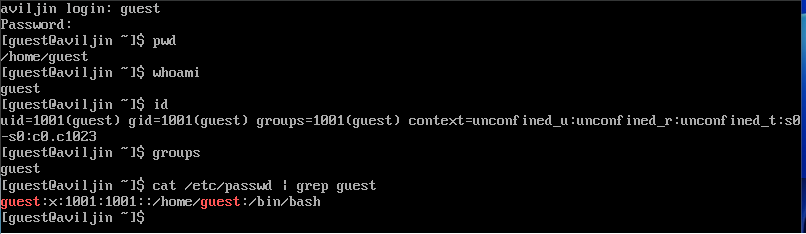 aviljin login: guest
Password:
[guest@aviljin ~]$ pwd
/home/guest
[guest@aviljin ~]$ whoami
guest
[guest@aviljin ~]$ id
uid=1001(guest) gid=1001(guest) groups=1001(guest) context=unconfined_u:unconfined_r:unconfined_t:s0
-s0:c0.c1023
[guest@aviljin ~]$ groups
guest
[guest@aviljin ~]$ cat /etc/passwd | grep guest
guest:x:1001:1001::/home/guest:/bin/bash
[guest@aviljin ~]$